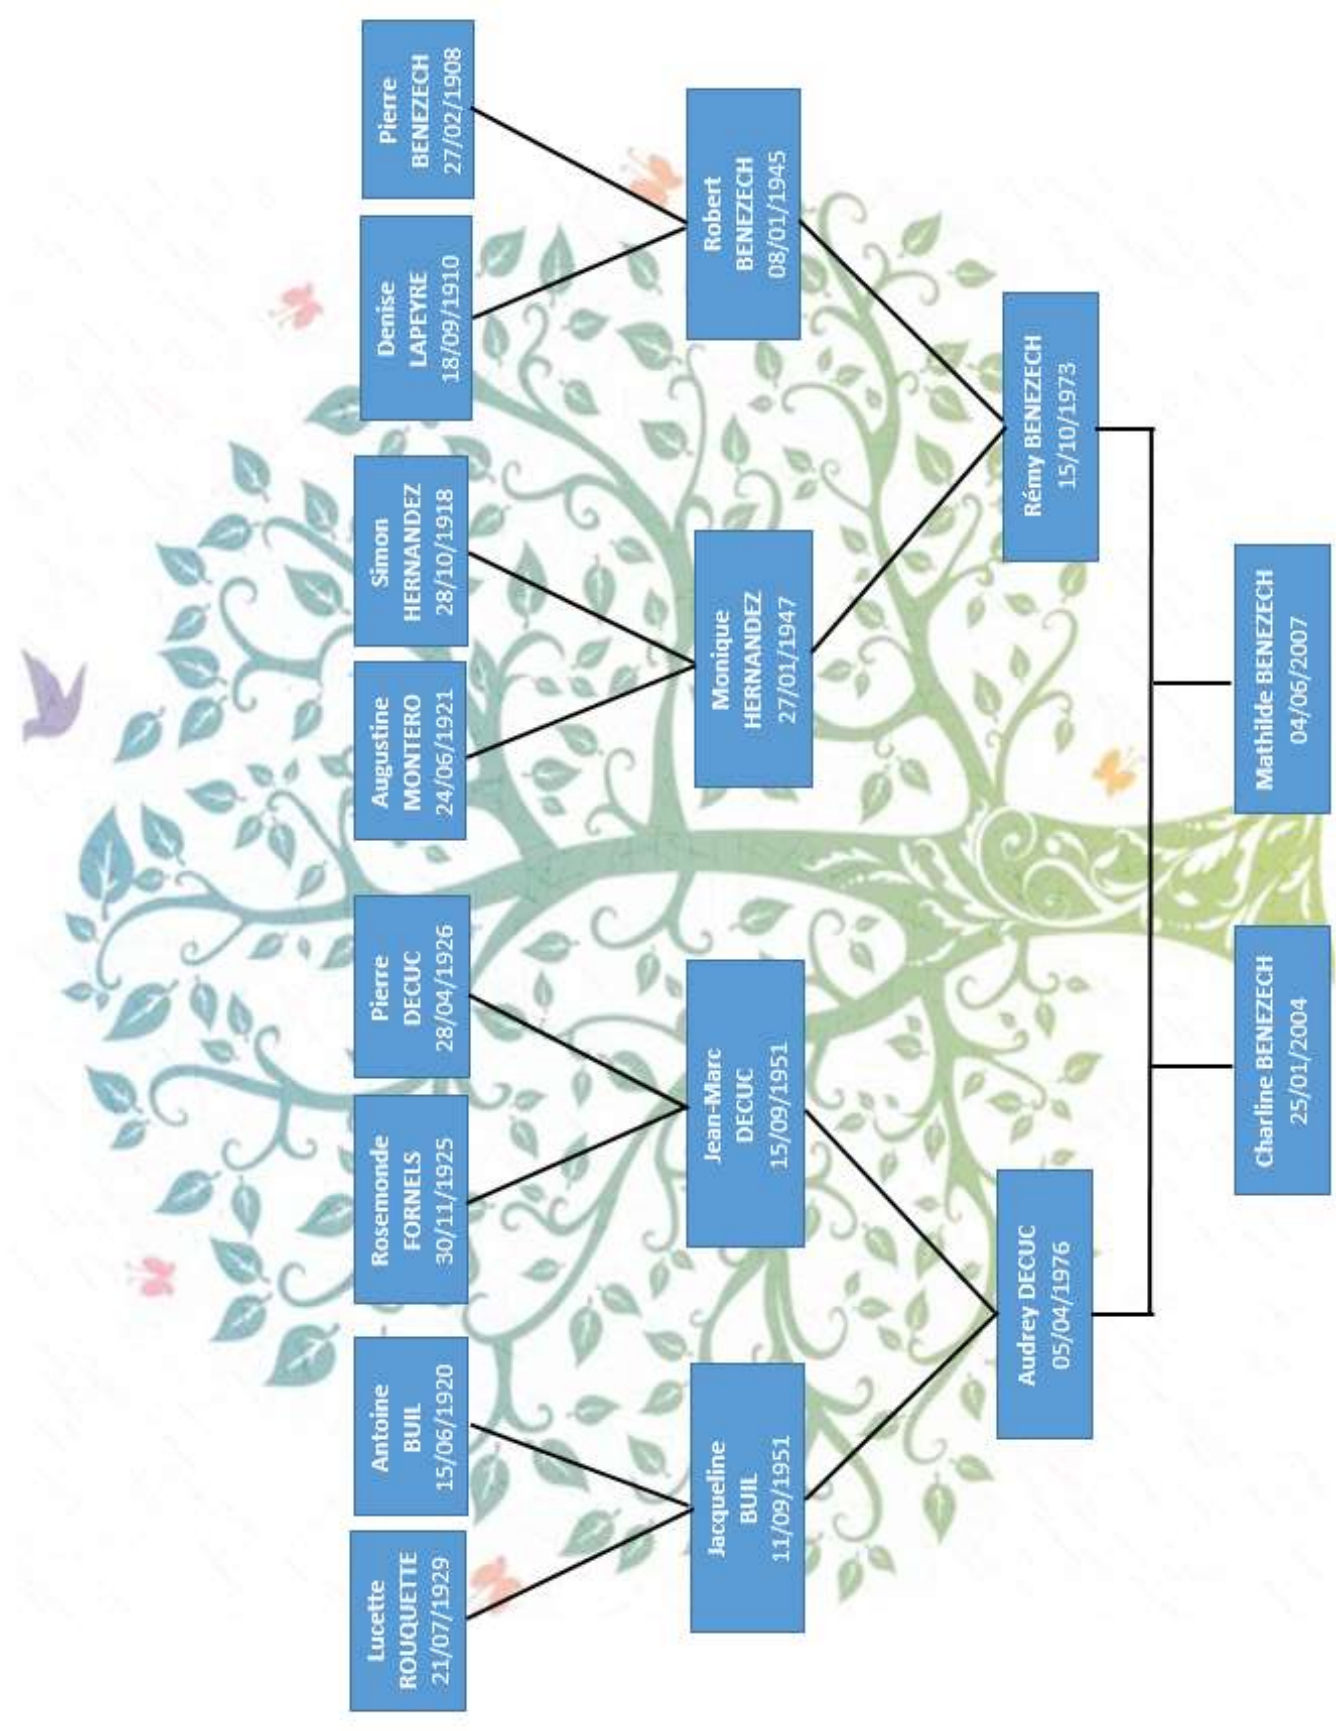 Lucette
ROUQUETTE
21/07/1929
Antoine
BUIL
15/06/1920
Rosemonde
FORNELS
30/11/1925
Pierre
DECUC
28/04/1926
Augustine
MONTERO
24/06/1921
Simon
HERNANDEZ
28/10/1918
Denise
LAPEYRE
18/09/1910
Pierre
BENEZECH
27/02/1908
Jacqueline
BUIL
11/09/1951
Jean-Marc
DECUC
15/09/1951
Monique
HERNANDEZ
27/01/1947
Robert
BENEZECH
08/01/1945
Audrey DECUC
05/04/1976
Rémy BENEZECH
15/10/1973
Charline BENEZECH
25/01/2004
Mathilde BENEZECH
04/06/2007